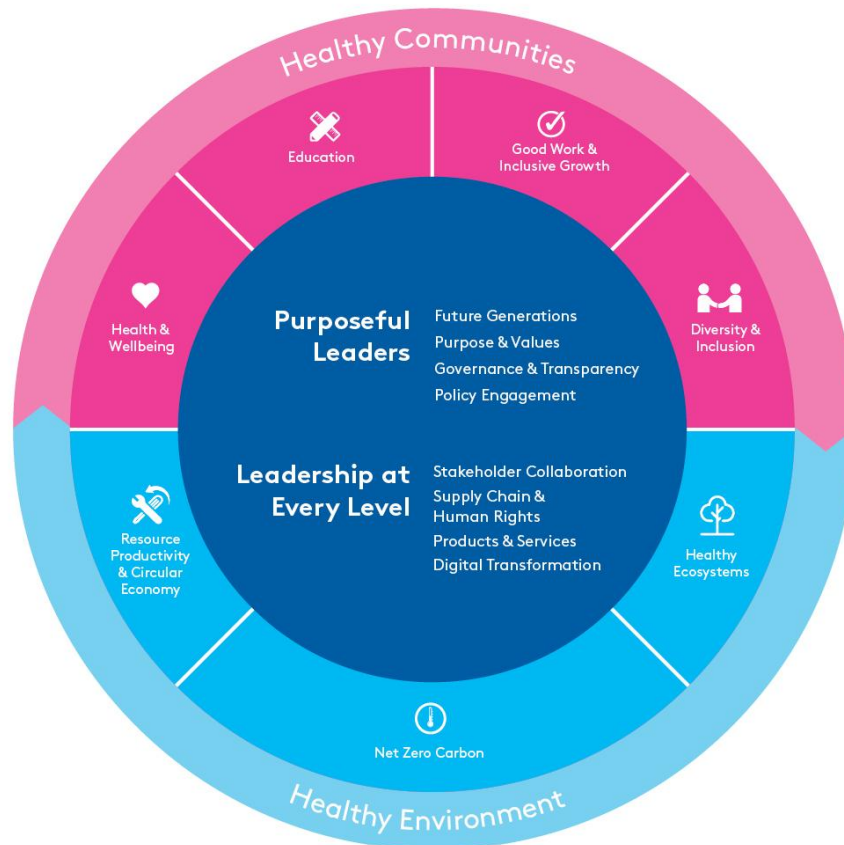 Healthy Communities
Education
Good Work &
Inclusive Growth
Health &
Wellbeing
Diversity &
Inclusion
Purposeful
Leaders
Future Generations
Purpose & Values
Governance & Transparency
Policy Engagement
Leadership at
Every Level
Stakeholder Collaboration
Supply Chain &
Human Rights
Products & Services
Digital Transformation
Resource
Productivity
& Circular
Economy
Healthy
Ecosystems
Net Zero Carbon
Healthy Environment